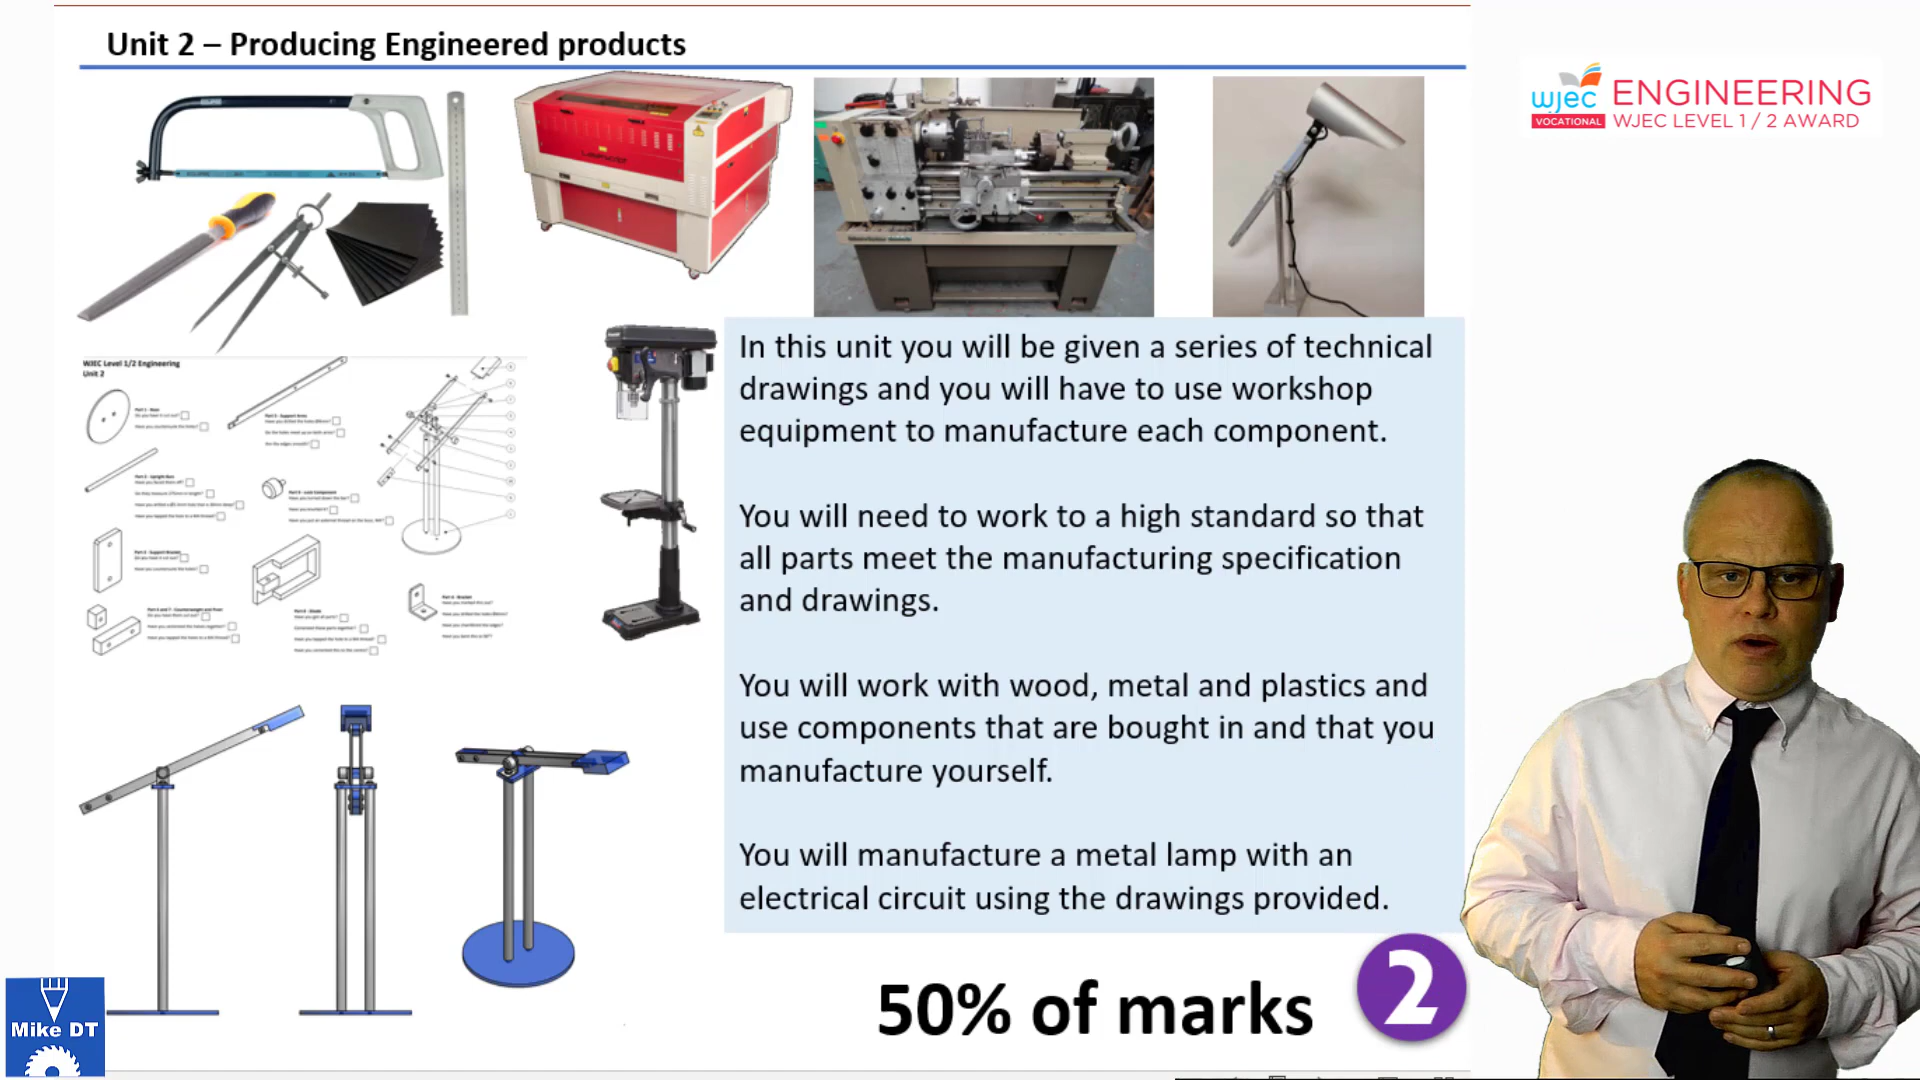 Unit 2 – Producing Engineered products
wjec
VOCATIONAL
ENGINEERING
WJEC LEVEL 1 / 2 AWARD
WJEC Level 1/2 Engineering
Unit 2
In this unit you will be given a series of technical
drawings and you will have to use workshop
equipment to manufacture each component.
You will need to work to a high standard so that
all parts meet the manufacturing specification
and drawings.
You will work with wood, metal and plastics and
use components that are bought in and that you
manufacture yourself.
You will manufacture a metal lamp with an
electrical circuit using the drawings provided.
50% of marks
2
Mike DT